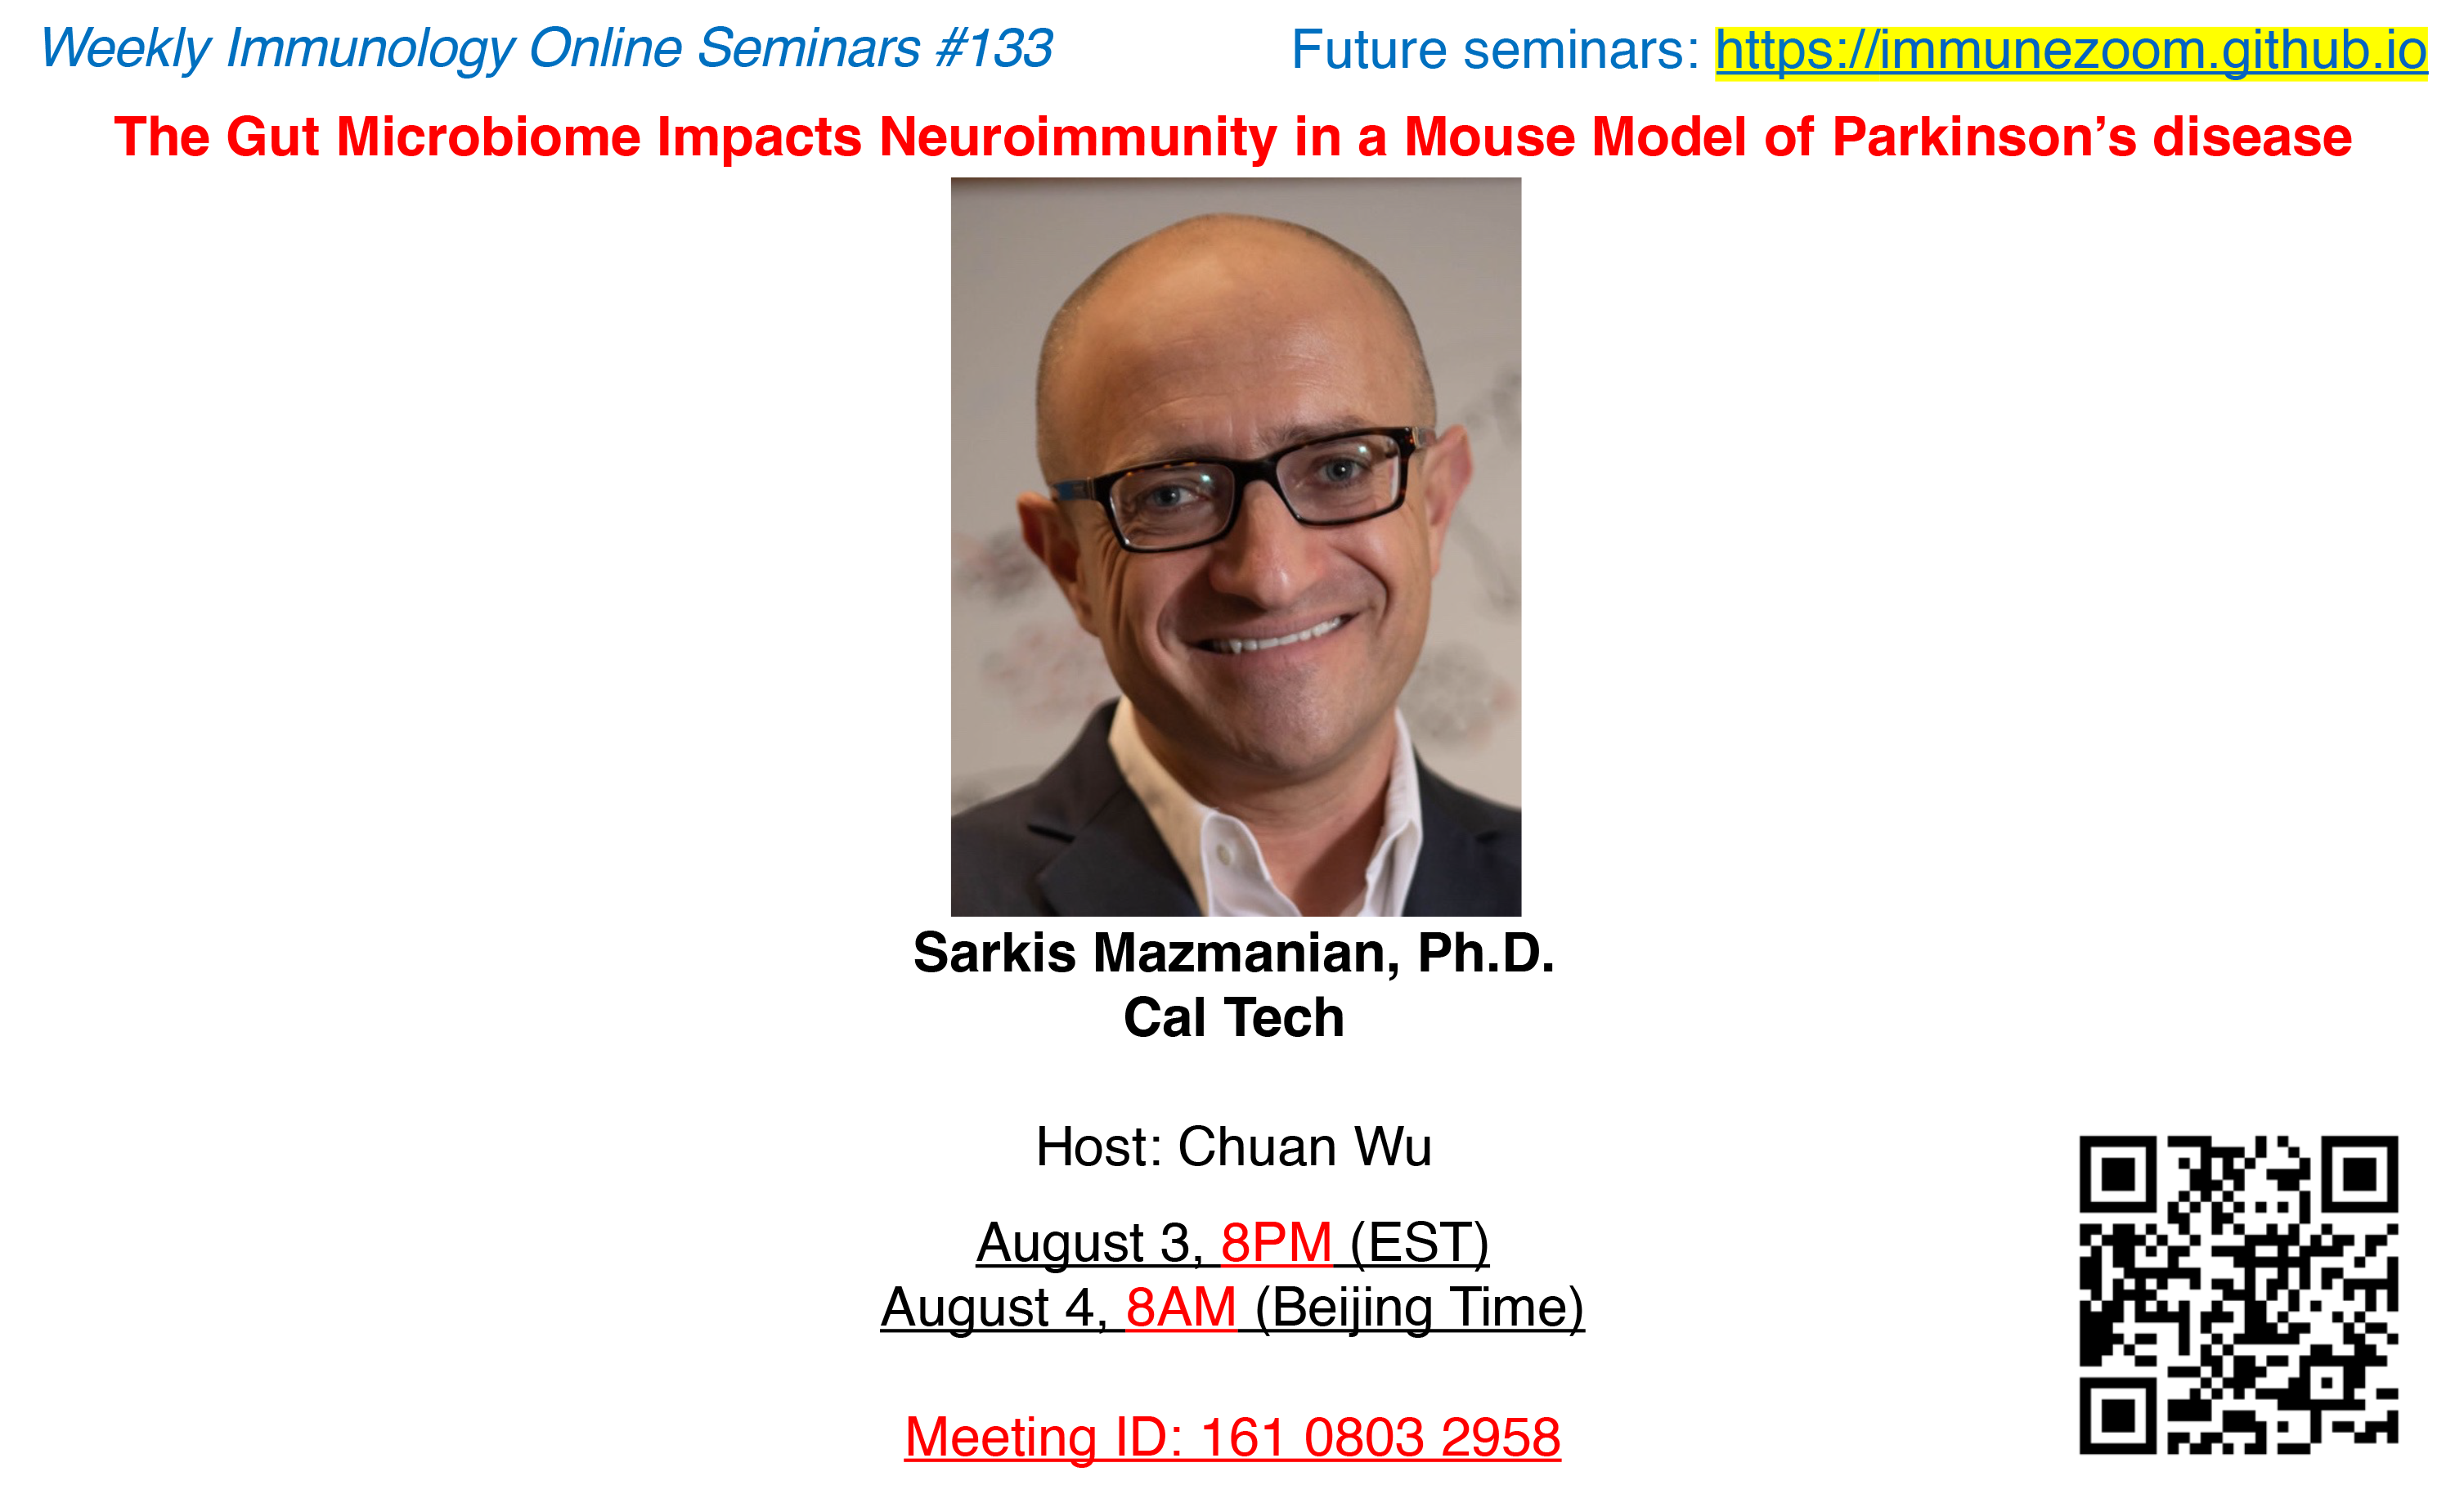 Weekly Immunology Online Seminars #133
Future seminars: https://immunezoom.github.io
The Gut Microbiome Impacts Neuroimmunity in a Mouse Model of Parkinson’s disease
Sarkis Mazmanian, Ph.D.
Cal Tech
Host: Chuan Wu
August 3, 8PM (EST)
August 4, 8AM (Beijing Time)
Meeting ID: 161 0803 2958